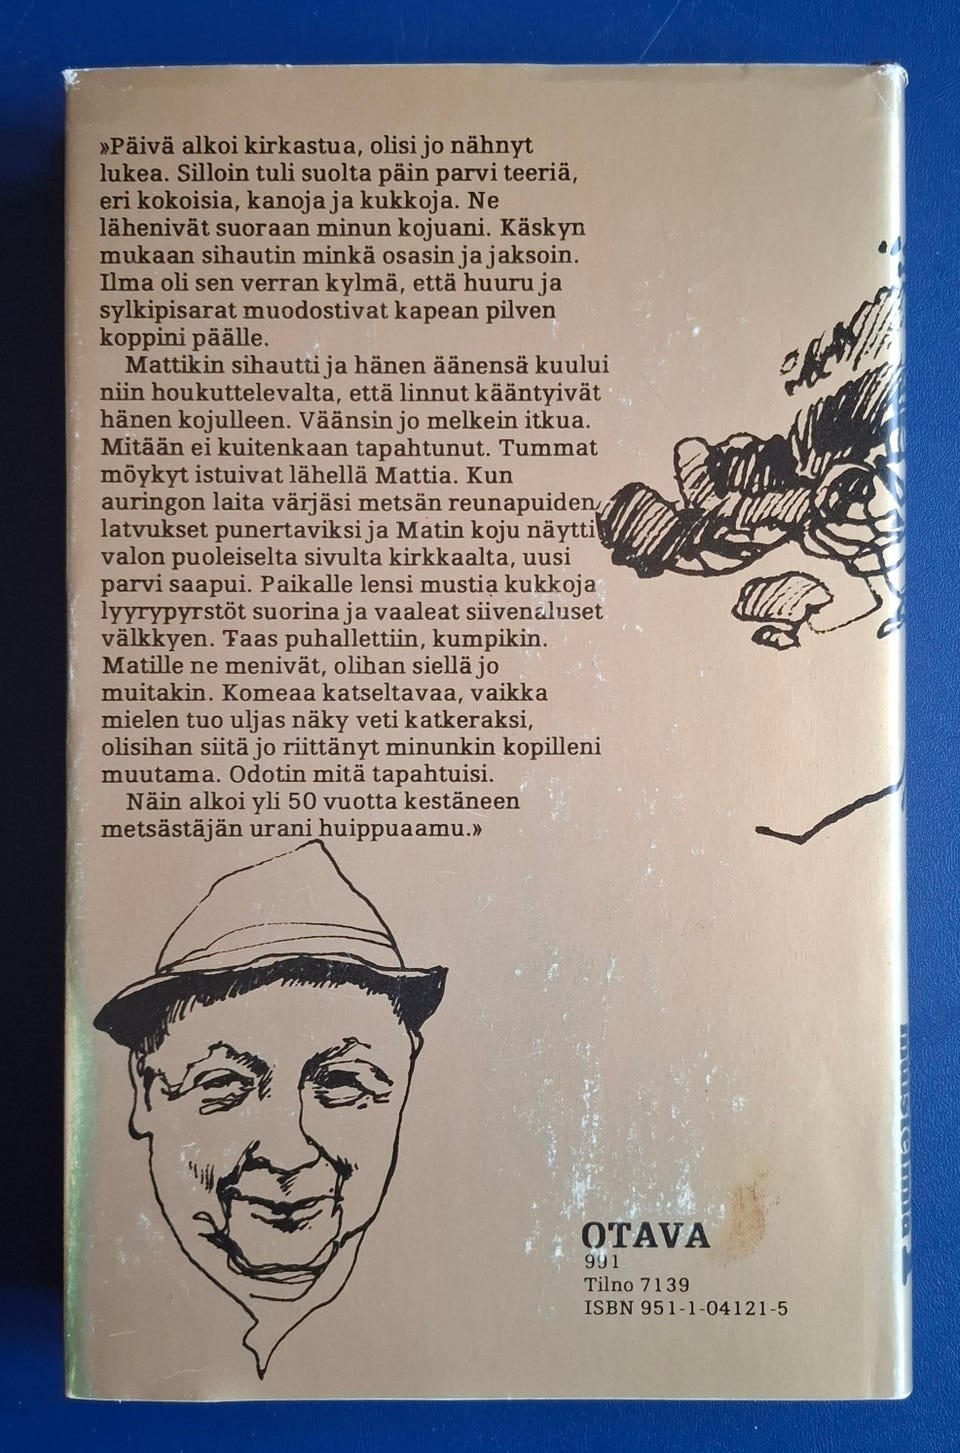 »Päivä alkoi kirkastua, olisi jo nähnyt
lukea. Silloin tuli suolta päin parvi teeriä,
eri kokoisia, kanoja ja kukkoja. Ne
lähenivät suoraan minun kojuani. Käskyn
mukaan sihautin minkä osasin ja jaksoin.
Ilma oli sen verran kylmä, että huuru ja
sylkipisarat muodostivat kapean pilven
koppini päälle.
Mattikin sihautti ja hänen äänensä kuului
niin houkuttelevalta, että linnut kääntyivät
hänen kojulleen. Väänsin jo melkein itkua.
Mitään ei kuitenkaan tapahtunut. Tummat
möykyt istuivat lähellä Mattia. Kun
auringon laita värjäsi metsän reunapuiden
latvukset punertaviksi ja Matin koju näytti
valon puoleiselta sivulta kirkkaalta, uusi
parvi saapui. Paikalle lensi mustia kukkoja
lyyrypyrstöt suorina ja vaaleat siivenaluset
välkkyen. Taas puhallettiin, kumpikin.
Matille ne menivät, olihan siellä jo
muitakin. Komeaa katseltavaa, vaikka
mielen tuo uljas näky veti katkeraksi,
olisihan siitä jo riittänyt minunkin kopilleni
muutama. Odotin mitä tapahtuisi.
Näin alkoi yli 50 vuotta kestäneen
metsästäjän urani huippuaamu.»
OTAVA
991
Tilno 7139
ISBN 951-1-04121-5